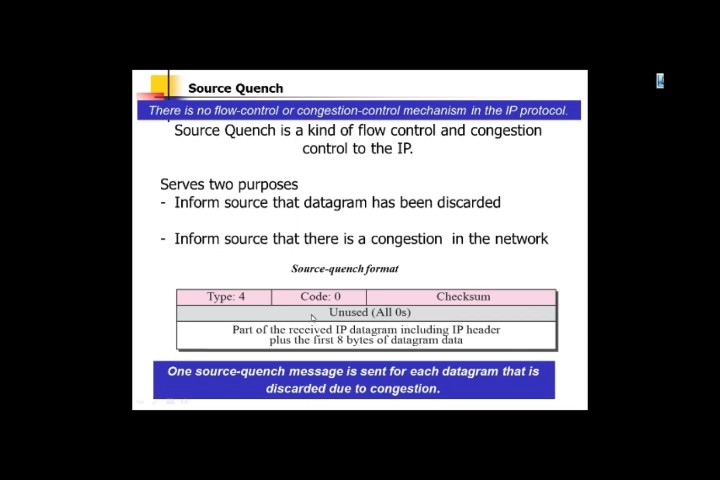 Source Quench
There is no flow-control or congestion-control mechanism in the IP protocol.
Source Quench is a kind of flow control and congestion
control to the IP.
Serves two purposes
- Inform source that datagram has been discarded
- Inform source that there is a congestion in the network
Source-quench format
Type: 4 Code: 0 Checksum
Unused (All 0s)
Part of the received IP datagram including IP header
plus the first 8 bytes of datagram data
One source-quench message is sent for each datagram that is
discarded due to congestion.